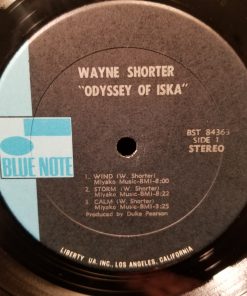 WAYNE SHORTER
"ODYSSEY OF ISKA"
BST 84363
SIDE 1
STEREO
BLUE NOTE
1. WIND (W. Shorter)
Miyako Music-BMI-8:00
2. STORM (W. Shorter)
Miyako Music-BMI-8:22
3. CALM (W. Shorter)
Miyako Music-BMI-3:25
Produced by Duke Pearson
LIBERTY UA, INC., LOS ANGELES, CALIFORNIA